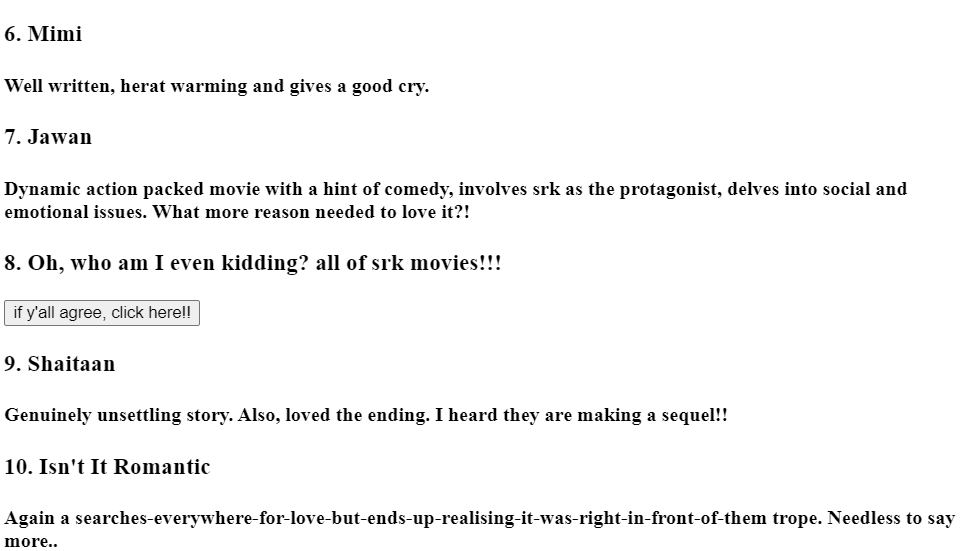 6. Mimi
Well written, herat warming and gives a good cry.
7. Jawan
Dynamic action packed movie with a hint of comedy, involves srk as the protagonist, delves into social and
emotional issues. What more reason needed to love it?!
8. Oh, who am I even kidding? all of srk movies!!!
if y'all agree, click here!!
9. Shaitaan
Genuinely unsettling story. Also, loved the ending. I heard they are making a sequel!!
10. Isn't It Romantic
Again a searches-everywhere-for-love-but-ends-up-realising-it-was-right-in-front-of-them trope. Needless to say
more..